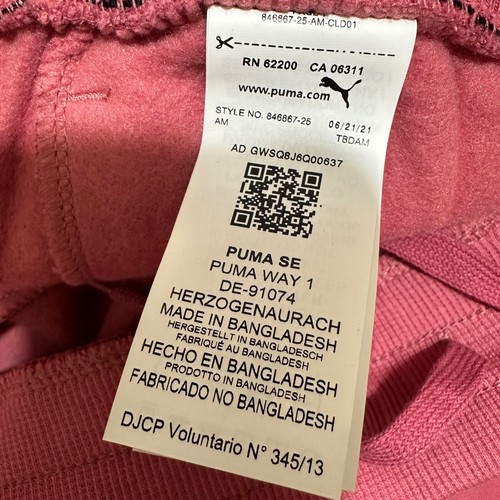 846867-25-AM-CLD01
RN 62200 CA 06311
www.puma.com
STYLE NO. 846867-25 06/21/21
AM TBDAM
AD GWSQ8J6Q00637
PUMA SE
PUMA WAY 1
DE-91074
HERZOGENAURACH
MADE IN BANGLADESH
HERGESTELLT IN BANGLADESCH
FABRIQUÉ AU BANGLADESH
HECHO EN BANGLADESH
PRODOTTO IN BANGLADESH
FABRICADO NO BANGLADESH
DJCP Voluntario N° 345/13